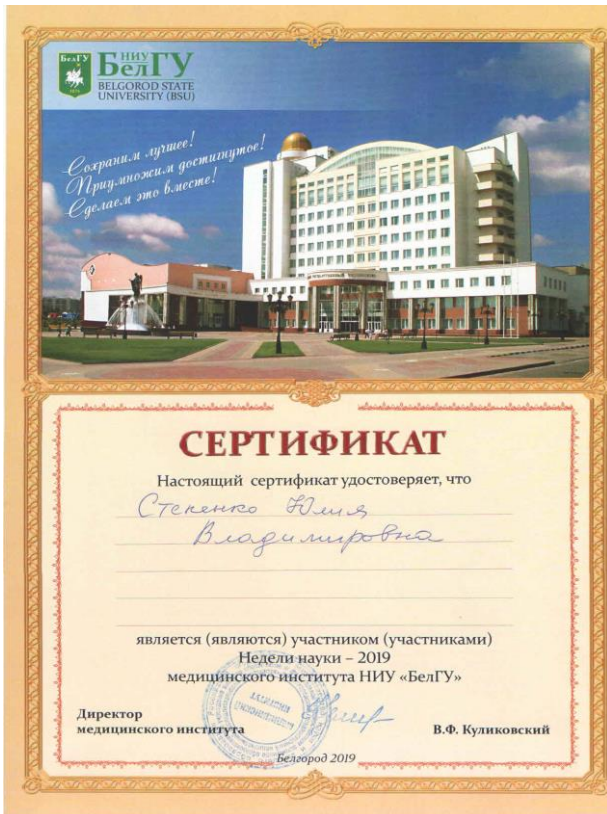 БелГУ
НИУ
БелГУ
BELGOROD STATE
UNIVERSITY (BSU)
Сохраним лучшее!
Приумножим достигнутое!
Сделаем это вместе!
СЕРТИФИКАТ
Настоящий сертификат удостоверяет, что
Стекенко Юлия
Владимировна
является (являются) участником (участниками)
Недели науки – 2019
медицинского института НИУ «БелГУ»
Директор
медицинского института
В.Ф. Куликовский
Белгород 2019